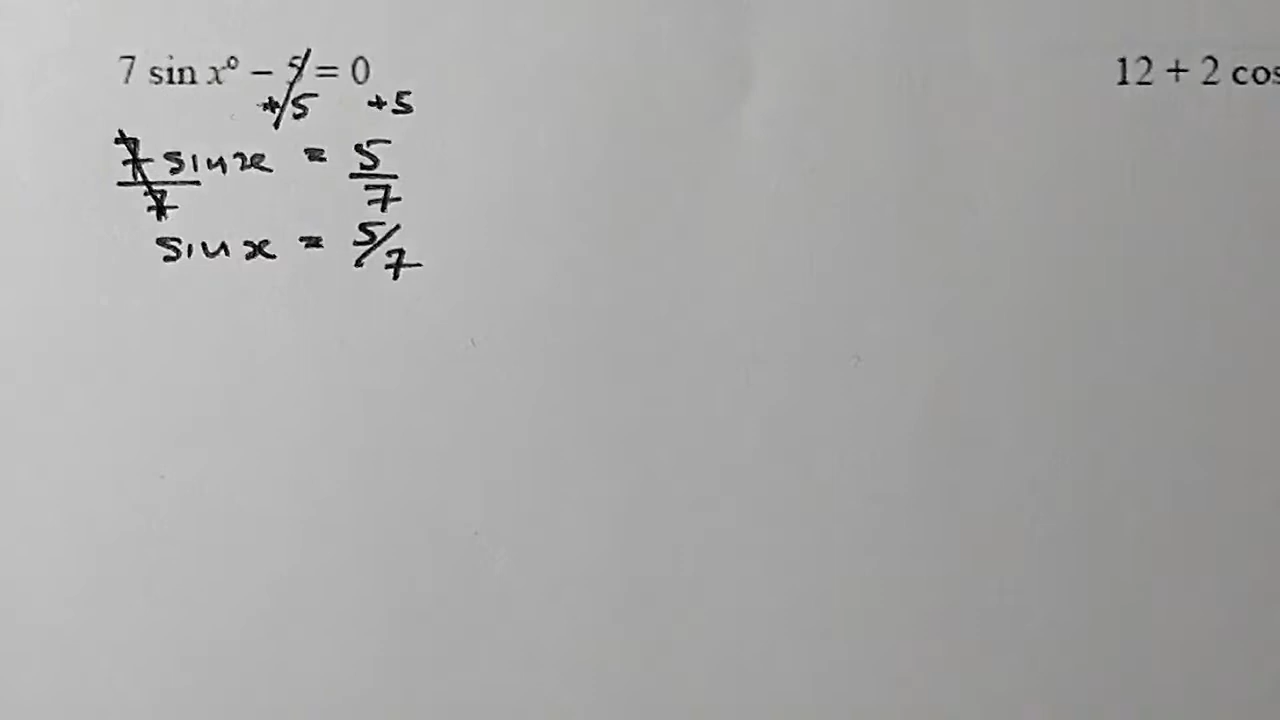 7 sin x° – 5 = 0
12 + 2 cos
+5 +5
7 sin x = 5
7 7
sin x = 5/7